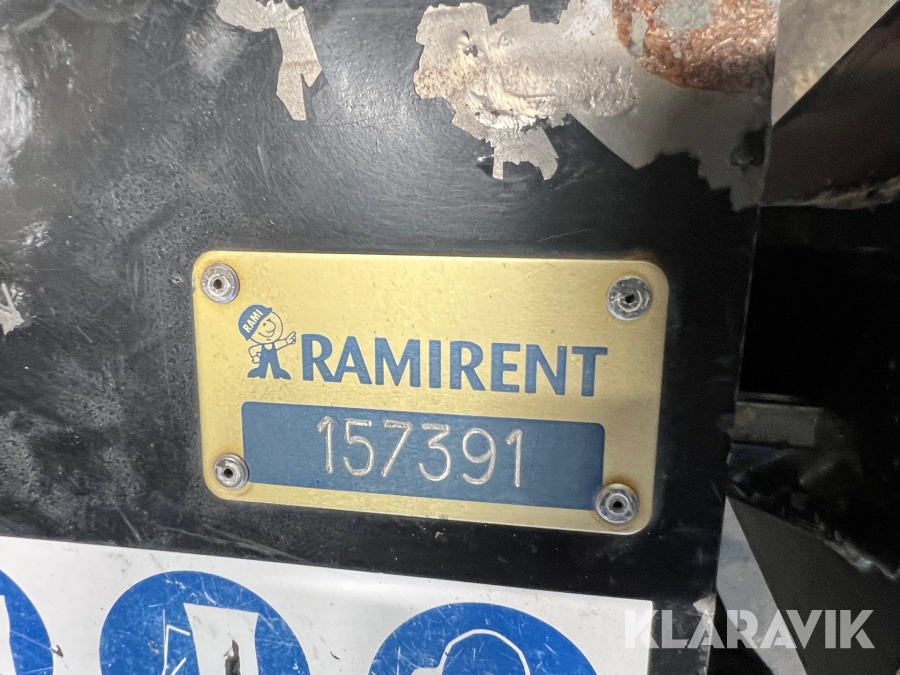 RAMI
RAMIRENT
157391
KLARAVIK